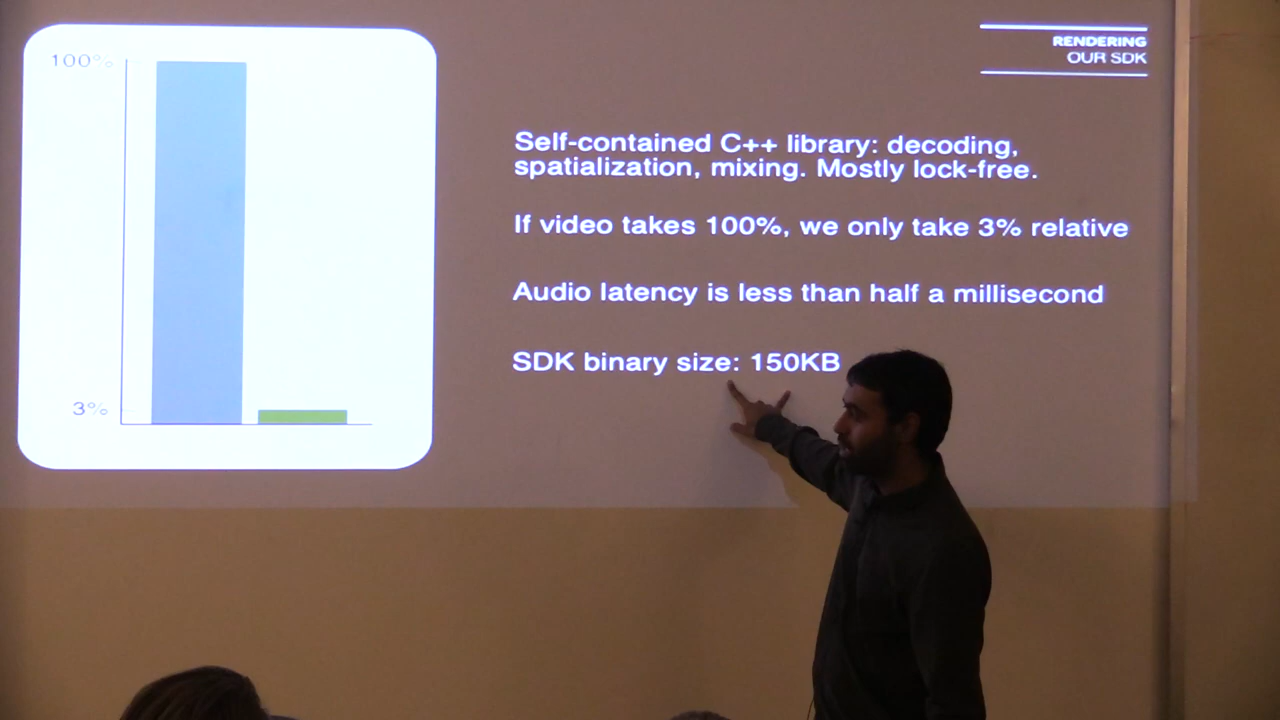 100%
3%
RENDERING
OUR SDK
Self-contained C++ library: decoding,
spatialization, mixing. Mostly lock-free.
If video takes 100%, we only take 3% relative
Audio latency is less than half a millisecond
SDK binary size: 150KB